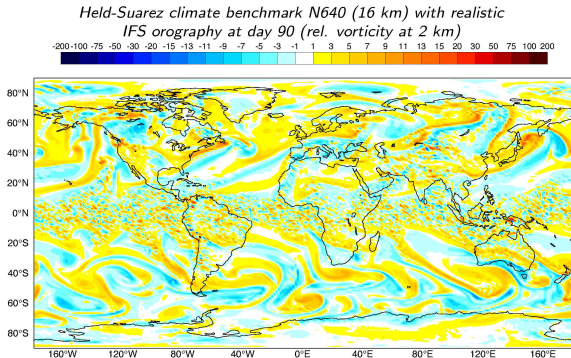 Held-Suarez climate benchmark N640 (16 km) with realistic
IFS orography at day 90 (rel. vorticity at 2 km)
-200 -100 -75 -50 -30 -20 -15 -13 -11 -9 -7 -5 -3 -1 1 3 5 7 9 11 13 15 20 30 50 75 100 200
80°N
60°N
40°N
20°N
0°N
20°S
40°S
60°S
80°S
160°W 120°W 80°W 40°W 0°E 40°E 80°E 120°E 160°E